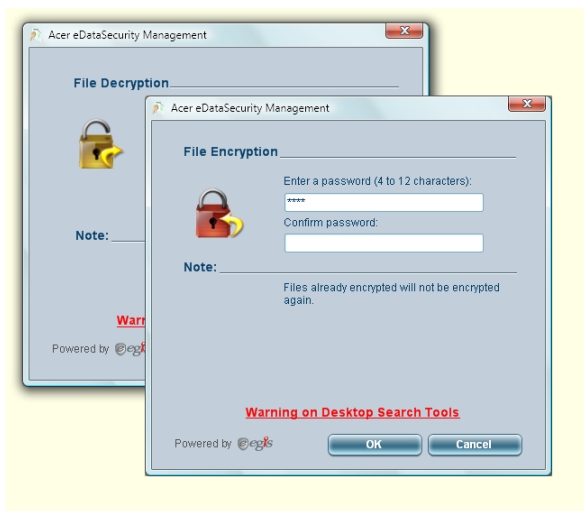 Acer eDataSecurity Management
File Decryption
Note:
Warn
Powered by egis
Acer eDataSecurity Management
File Encryption
Enter a password (4 to 12 characters):
****
Confirm password:
Note:
Files already encrypted will not be encrypted
again.
Warning on Desktop Search Tools
Powered by egis
OK
Cancel